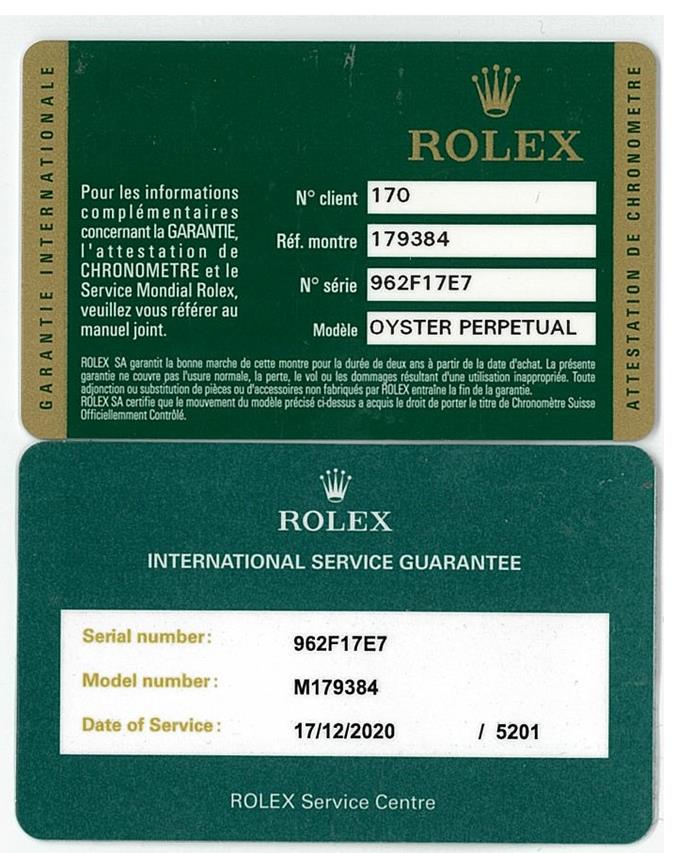 GARANTIE INTERNATIONALE
ROLEX
Pour les informations
complémentaires
concernant la GARANTIE,
l'attestation de
CHRONOMETRE et le
Service Mondial Rolex,
veuillez vous référer au
manuel joint.
N° client 170
Réf. montre 179384
N° série 962F17E7
Modèle OYSTER PERPETUAL
ROLEX SA garantit la bonne marche de cette montre pour la durée de deux ans à partir de la date d'achat. La présente
garantie ne couvre pas l'usure normale, la perte, le vol ou les dommages résultant d'une utilisation inappropriée. Toute
adjonction ou substitution de pièces ou d'accessoires non fabriqués par ROLEX entraîne la fin de la garantie.
ROLEX SA certifie que le mouvement du modèle précisé ci-dessus a acquis le droit de porter le titre de Chronomètre Suisse
Officiellement Contrôlé.
ATTESTATION DE CHRONOMETRE
ROLEX
INTERNATIONAL SERVICE GUARANTEE
Serial number: 962F17E7
Model number: M179384
Date of Service: 17/12/2020 / 5201
ROLEX Service Centre